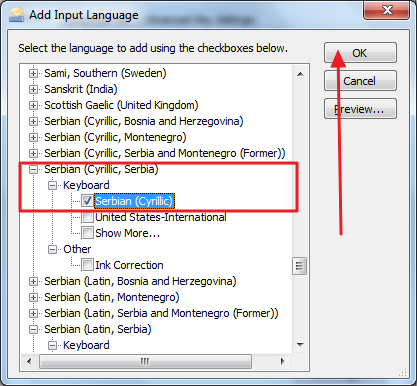 Add Input Language
Select the language to add using the checkboxes below.
OK
Cancel
Preview...
Sami, Southern (Sweden)
Sanskrit (India)
Scottish Gaelic (United Kingdom)
Serbian (Cyrillic, Bosnia and Herzegovina)
Serbian (Cyrillic, Montenegro)
Serbian (Cyrillic, Serbia and Montenegro (Former))
Serbian (Cyrillic, Serbia)
Keyboard
Serbian (Cyrillic)
United States-International
Show More...
Other
Ink Correction
Serbian (Latin, Bosnia and Herzegovina)
Serbian (Latin, Montenegro)
Serbian (Latin, Serbia and Montenegro (Former))
Serbian (Latin, Serbia)
Keyboard